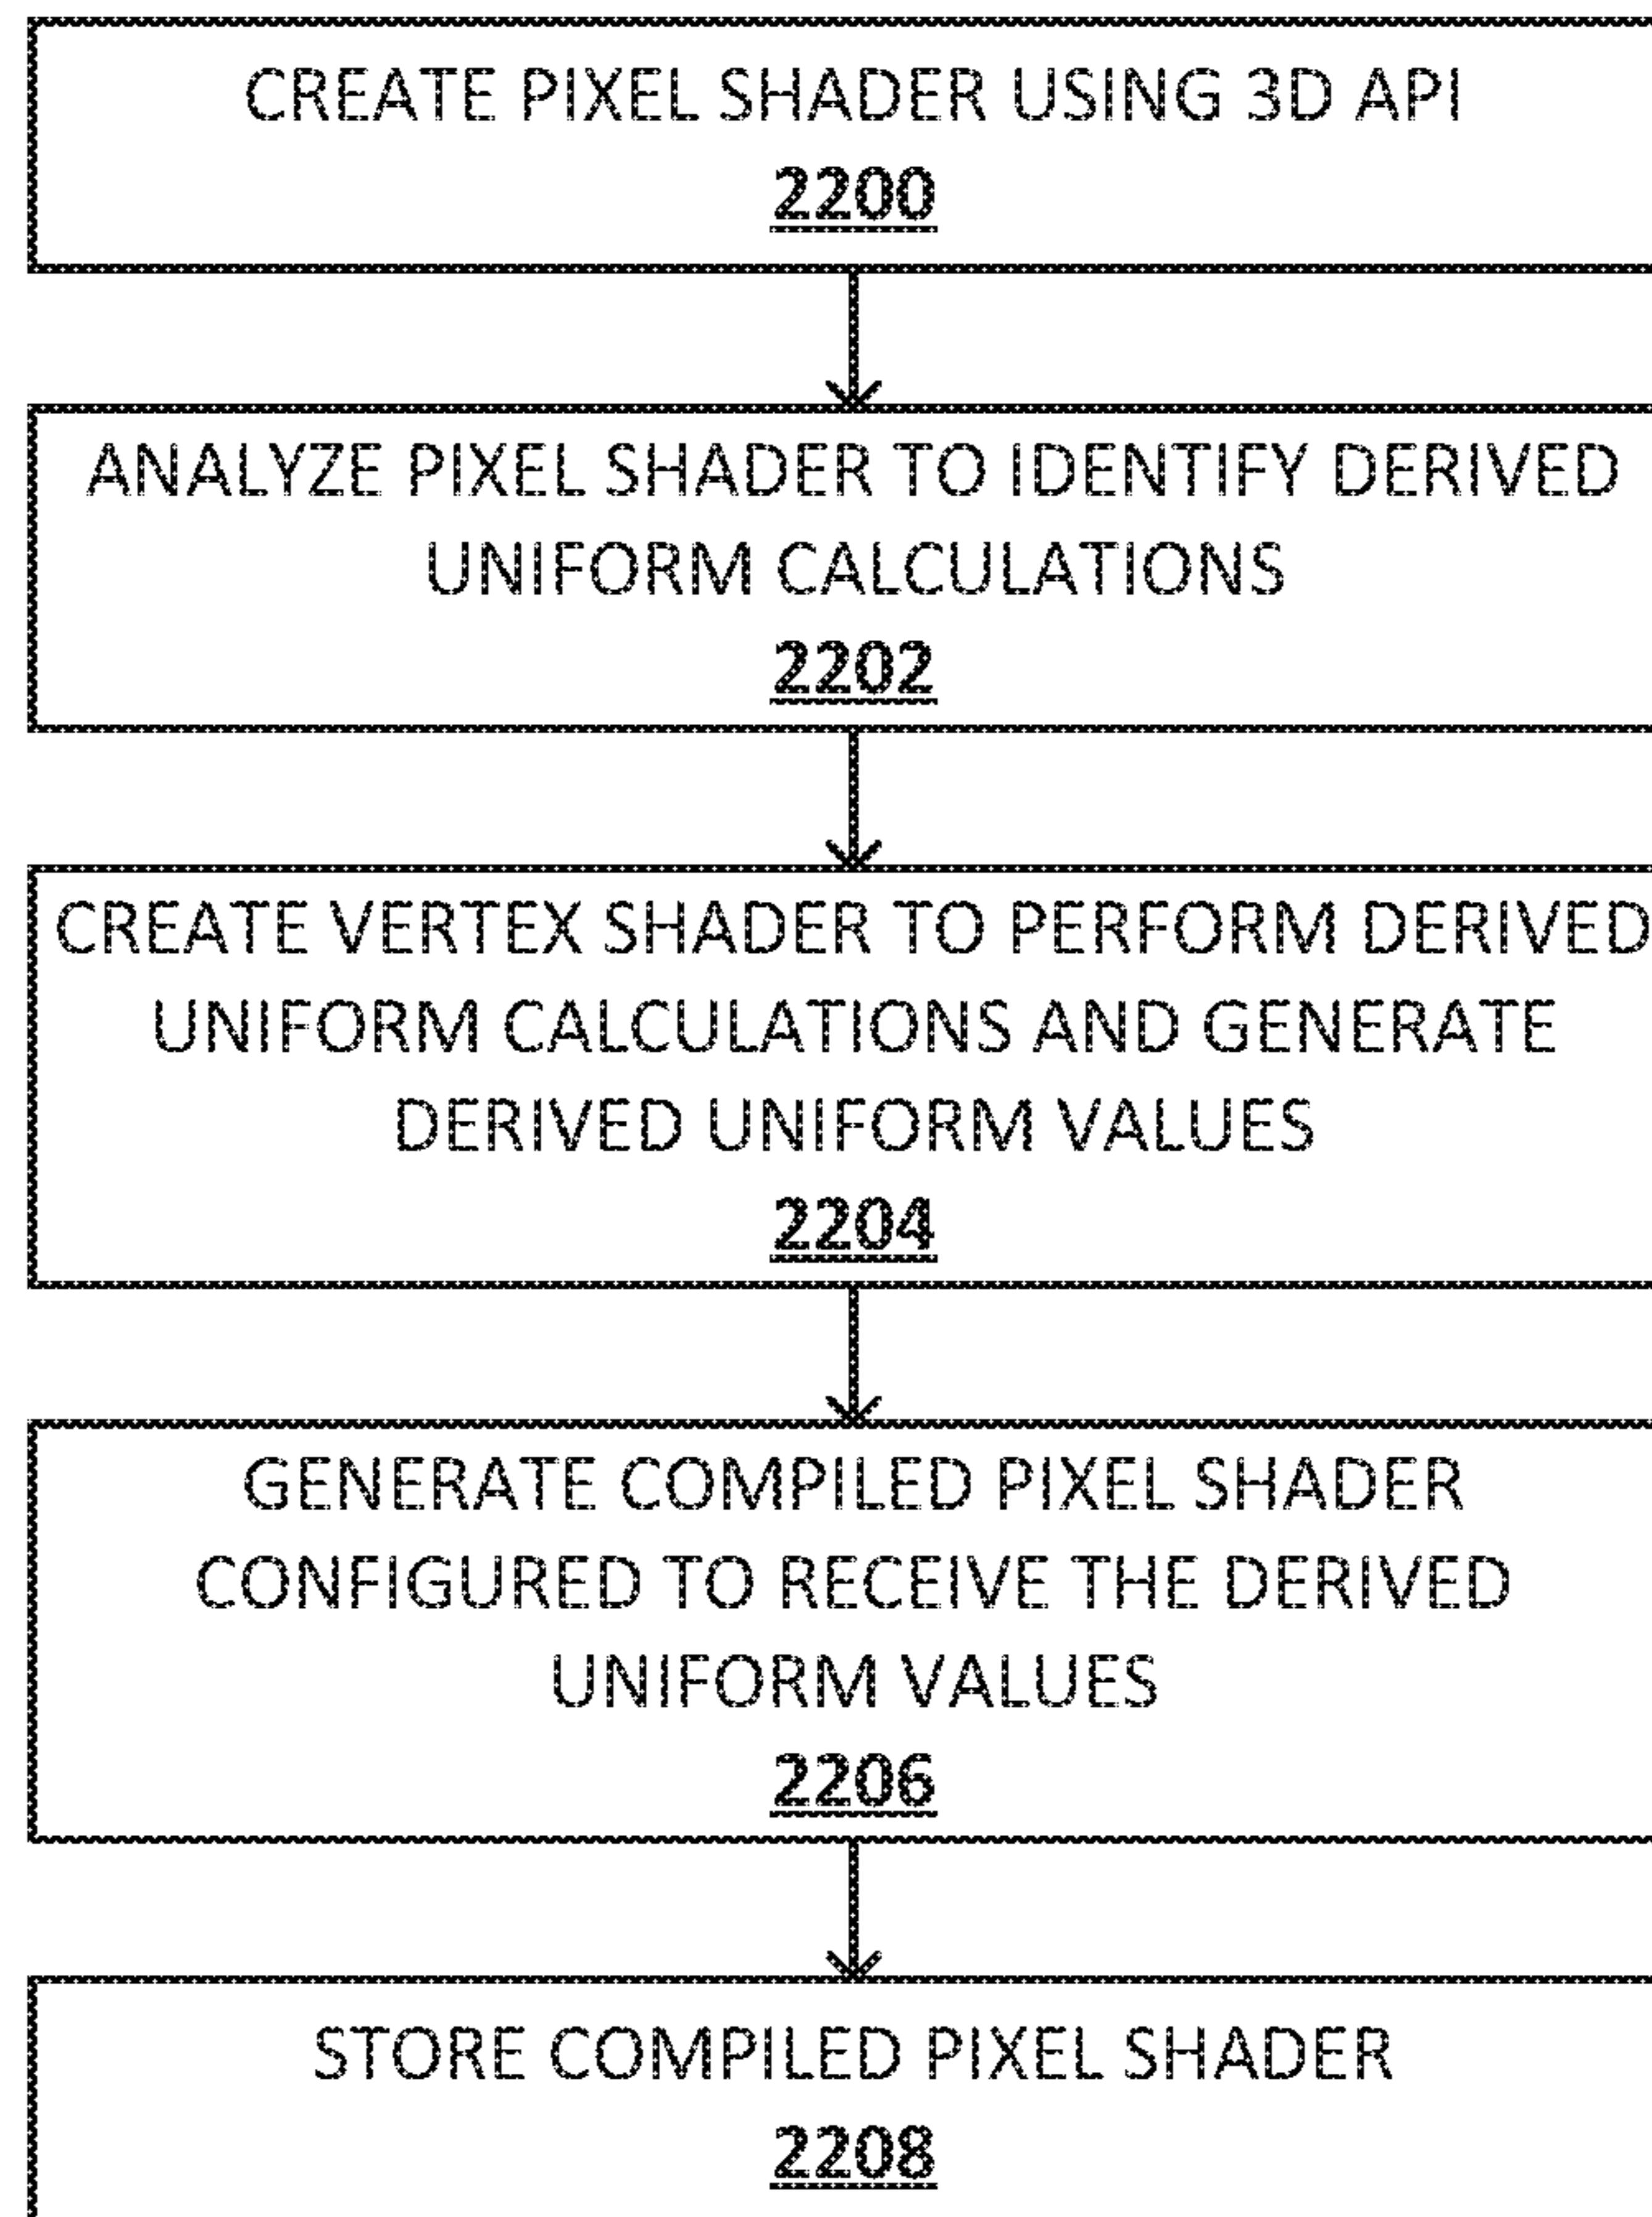 CREATE PIXEL SHADER USING 3D API
2200
ANALYZE PIXEL SHADER TO IDENTIFY DERIVED
UNIFORM CALCULATIONS
2202
CREATE VERTEX SHADER TO PERFORM DERIVED
UNIFORM CALCULATIONS AND GENERATE
DERIVED UNIFORM VALUES
2204
GENERATE COMPILED PIXEL SHADER
CONFIGURED TO RECEIVE THE DERIVED
UNIFORM VALUES
2206
STORE COMPILED PIXEL SHADER
2208